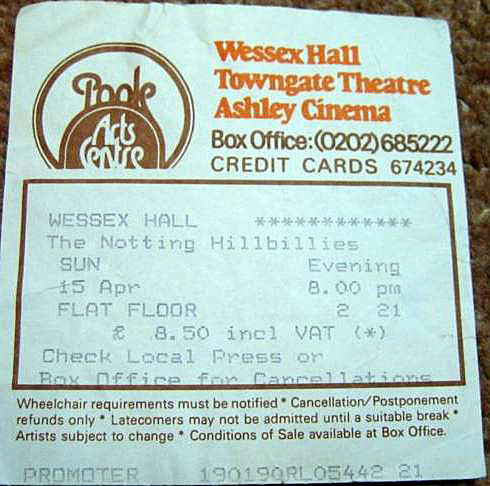 Poole
Arts
Centre
Wessex Hall
Towngate Theatre
Ashley Cinema
Box Office:(0202) 685222
CREDIT CARDS 674234
WESSEX HALL ************
The Notting Hillbillies
SUN Evening
15 Apr 8.00 pm
FLAT FLOOR 2 21
£ 8.50 incl VAT (*)
Check Local Press or
Box Office for Cancellations
Wheelchair requirements must be notified * Cancellation/Postponement
refunds only * Latecomers may not be admitted until a suitable break *
Artists subject to change * Conditions of Sale available at Box Office.
PROMOTER 190190RL05442 21